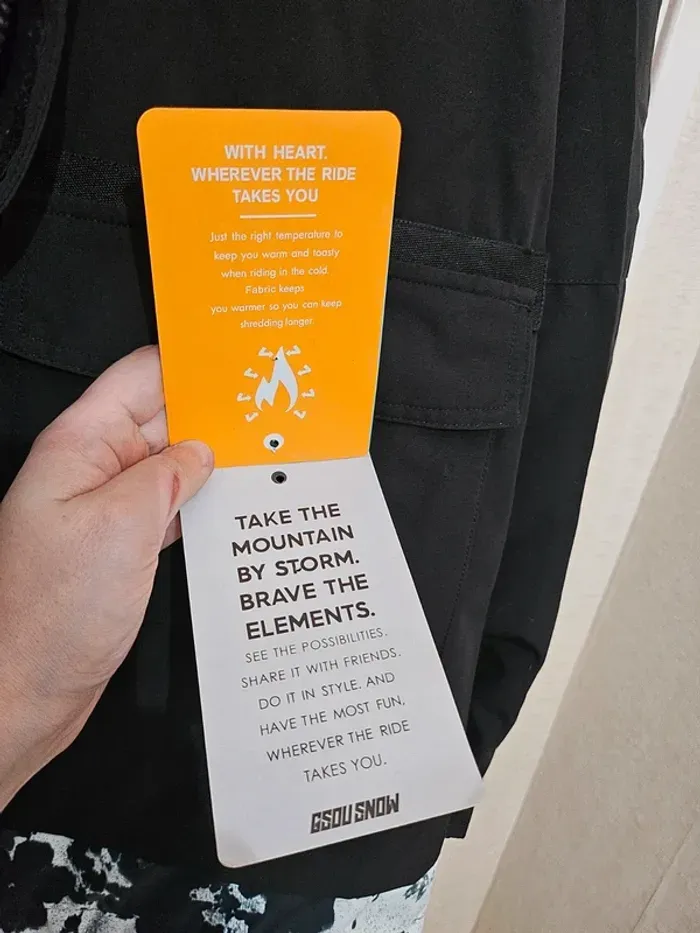 WITH HEART.
WHEREVER THE RIDE
TAKES YOU
Just the right temperature to
keep you warm and toasty
when riding in the cold.
Fabric keeps
you warmer so you can keep
shredding longer.
TAKE THE
MOUNTAIN
BY STORM.
BRAVE THE
ELEMENTS.
SEE THE POSSIBILITIES.
SHARE IT WITH FRIENDS.
DO IT IN STYLE. AND
HAVE THE MOST FUN,
WHEREVER THE RIDE
TAKES YOU.
GSOU SNOW